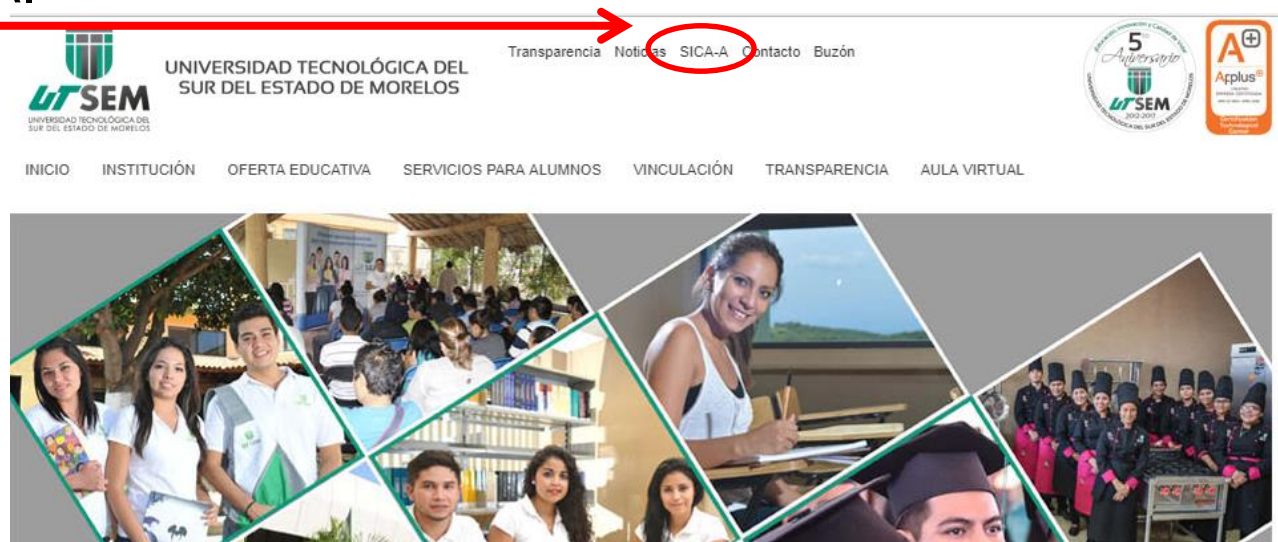 Transparencia Noticias SICA-A Contacto Buzón
UNIVERSIDAD TECNOLÓGICA DEL
SUR DEL ESTADO DE MORELOS
UTSEM
UNIVERSIDAD TECNOLÓGICA DEL
SUR DEL ESTADO DE MORELOS
5
Aniversario
UTSEM
2012-2017
A+
Applus®
Certification
Technological
Center
INICIO INSTITUCIÓN OFERTA EDUCATIVA SERVICIOS PARA ALUMNOS VINCULACIÓN TRANSPARENCIA AULA VIRTUAL